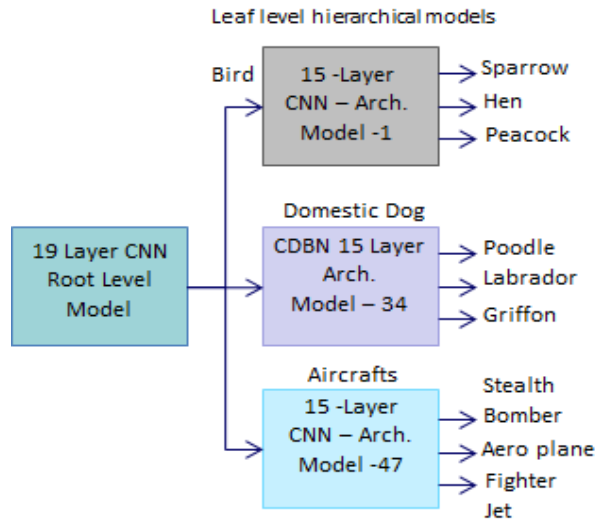 Leaf level hierarchical models
Bird
15 -Layer
CNN – Arch.
Model -1
Sparrow
Hen
Peacock
19 Layer CNN
Root Level
Model
Domestic Dog
CDBN 15 Layer
Arch.
Model – 34
Poodle
Labrador
Griffon
Aircrafts
15 -Layer
CNN – Arch.
Model -47
Stealth
Bomber
Aero plane
Fighter
Jet